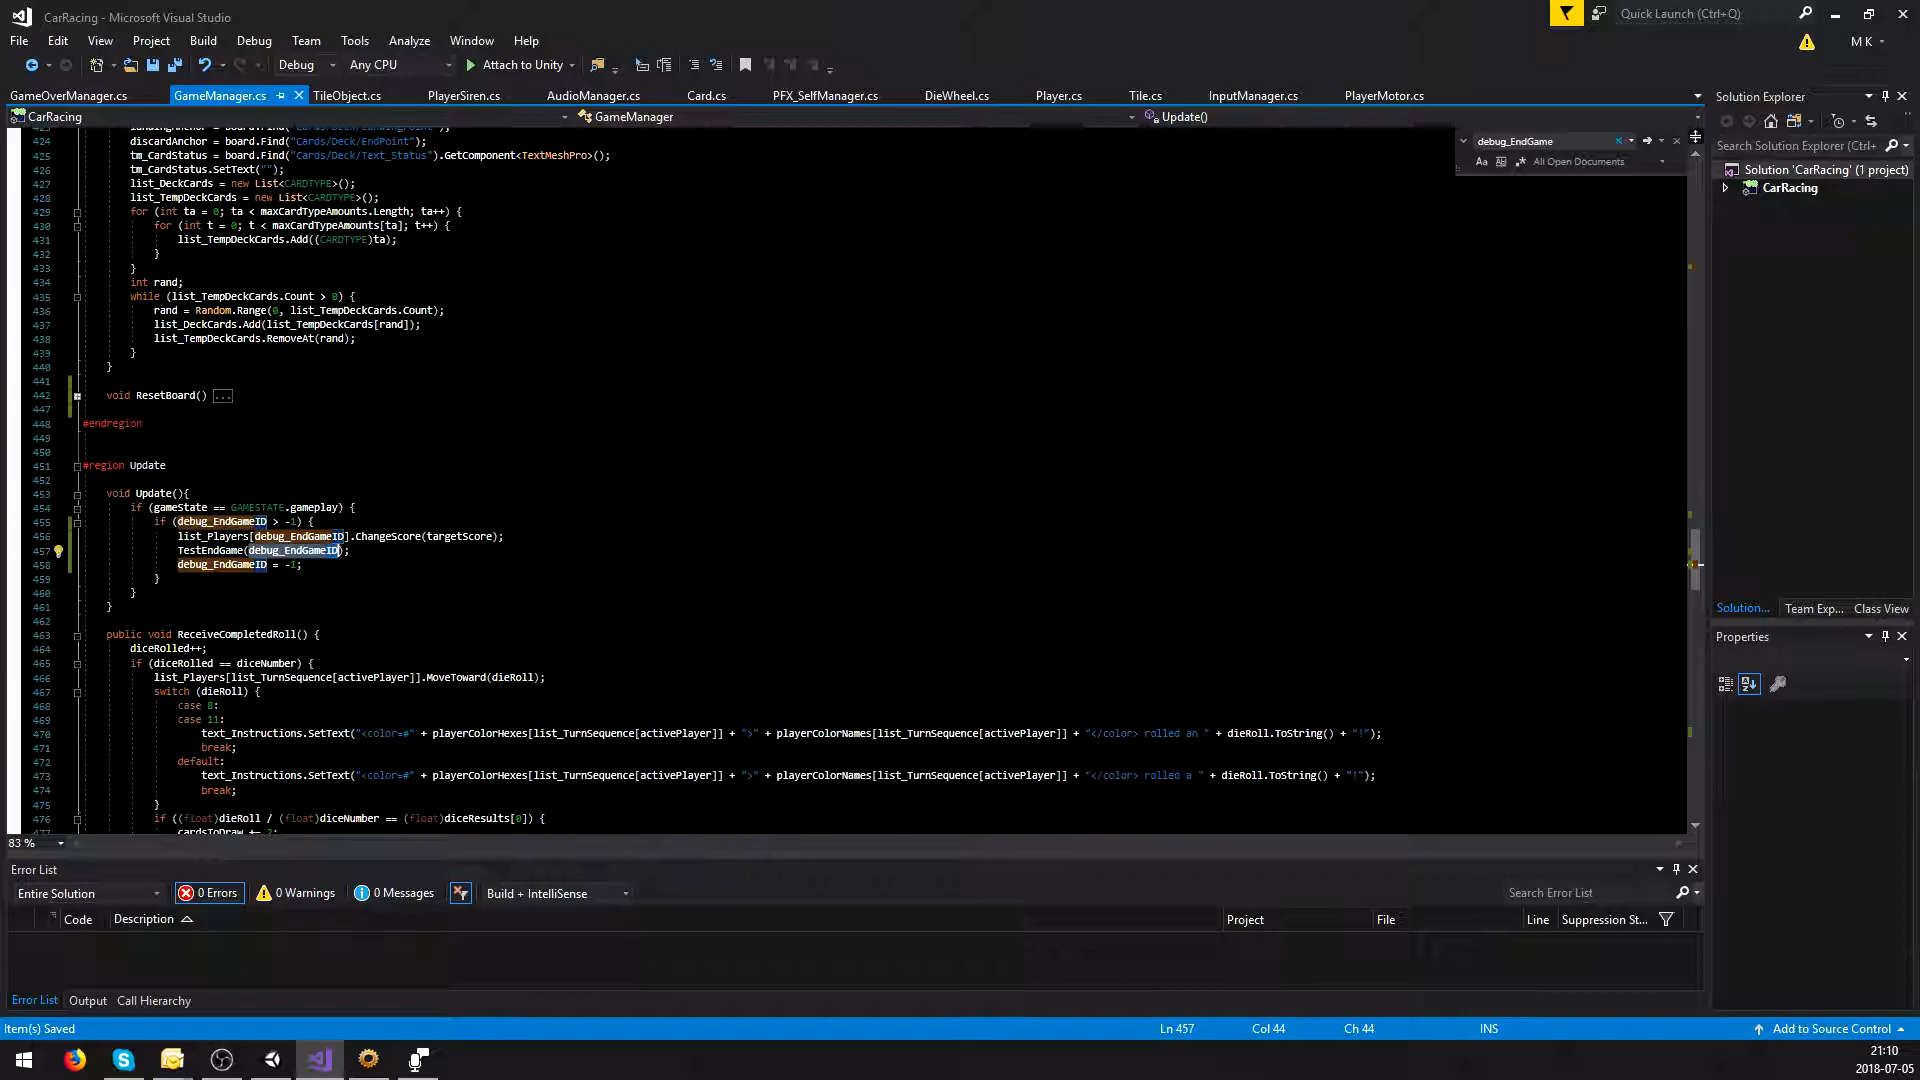 CarRacing - Microsoft Visual Studio
Quick Launch (Ctrl+Q)
File Edit View Project Build Debug Team Tools Analyze Window Help
M K
Debug Any CPU Attach to Unity
GameOverManager.cs GameManager.cs TileObject.cs PlayerSiren.cs AudioManager.cs Card.cs PFX_SelfManager.cs DieWheel.cs Player.cs Tile.cs InputManager.cs PlayerMotor.cs
CarRacing GameManager Update()
debug_EndGame
Aa All Open Documents
424 discardAnchor = board.Find("Cards/Deck/EndPoint");
425 tm_CardStatus = board.Find("Cards/Deck/Text_Status").GetComponent<TextMeshPro>();
426 tm_CardStatus.SetText("");
427 list_DeckCards = new List<CARDTYPE>();
428 list_TempDeckCards = new List<CARDTYPE>();
429 for (int ta = 0; ta < maxCardTypeAmounts.Length; ta++) {
430 for (int t = 0; t < maxCardTypeAmounts[ta]; t++) {
431 list_TempDeckCards.Add((CARDTYPE)ta);
432 }
433 }
434 int rand;
435 while (list_TempDeckCards.Count > 0) {
436 rand = Random.Range(0, list_TempDeckCards.Count);
437 list_DeckCards.Add(list_TempDeckCards[rand]);
438 list_TempDeckCards.RemoveAt(rand);
439 }
440 }
441
442 void ResetBoard() ...
447
448 #endregion
449
450
451 #region Update
452
453 void Update(){
454 if (gameState == GAMESTATE.gameplay) {
455 if (debug_EndGameID > -1) {
456 list_Players[debug_EndGameID].ChangeScore(targetScore);
457 TestEndGame(debug_EndGameID);
458 debug_EndGameID = -1;
459 }
460 }
461 }
462
463 public void ReceiveCompletedRoll() {
464 diceRolled++;
465 if (diceRolled == diceNumber) {
466 list_Players[list_TurnSequence[activePlayer]].MoveToward(dieRoll);
467 switch (dieRoll) {
468 case 8:
469 case 11:
470 text_Instructions.SetText("<color=#" + playerColorHexes[list_TurnSequence[activePlayer]] + ">" + playerColorNames[list_TurnSequence[activePlayer]] + "</color> rolled an " + dieRoll.ToString() + "!");
471 break;
472 default:
473 text_Instructions.SetText("<color=#" + playerColorHexes[list_TurnSequence[activePlayer]] + ">" + playerColorNames[list_TurnSequence[activePlayer]] + "</color> rolled a " + dieRoll.ToString() + "!");
474 break;
475 }
476 if ((float)dieRoll / (float)diceNumber == (float)diceResults[0]) {
477 cardsToDraw += 2;
83 %
Solution Explorer
Search Solution Explorer (Ctrl+
Solution 'CarRacing' (1 project)
CarRacing
Solution... Team Exp... Class View
Properties
Error List
Entire Solution 0 Errors 0 Warnings 0 Messages Build + IntelliSense Search Error List
Code Description Project File Line Suppression St...
Error List Output Call Hierarchy
Item(s) Saved Ln 457 Col 44 Ch 44 INS Add to Source Control
21:10
2018-07-05